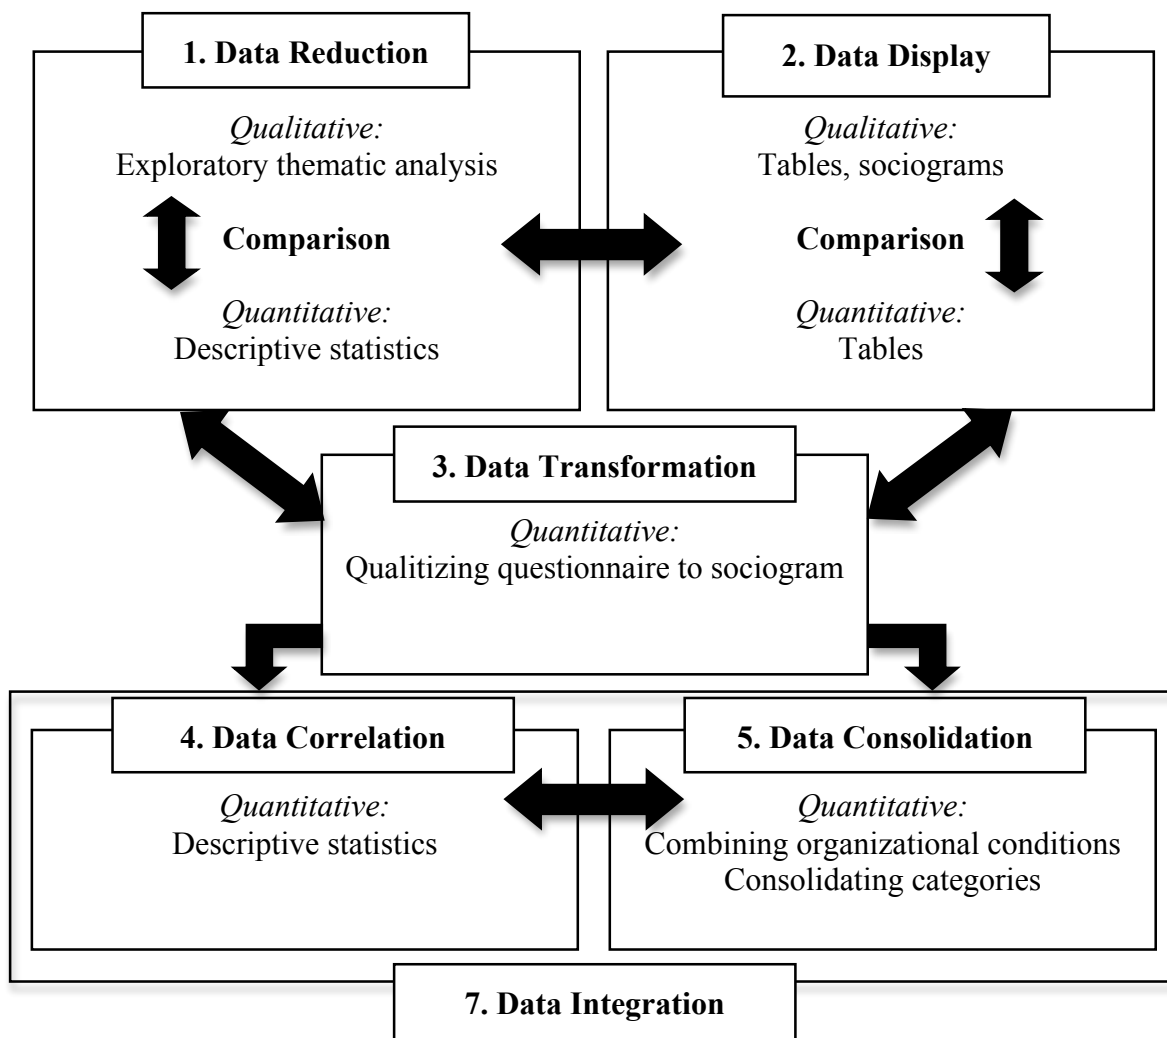 1. Data Reduction
Qualitative:
Exploratory thematic analysis
Comparison
Quantitative:
Descriptive statistics
2. Data Display
Qualitative:
Tables, sociograms
Comparison
Quantitative:
Tables
3. Data Transformation
Quantitative:
Qualitizing questionnaire to sociogram
4. Data Correlation
Quantitative:
Descriptive statistics
5. Data Consolidation
Quantitative:
Combining organizational conditions
Consolidating categories
7. Data Integration